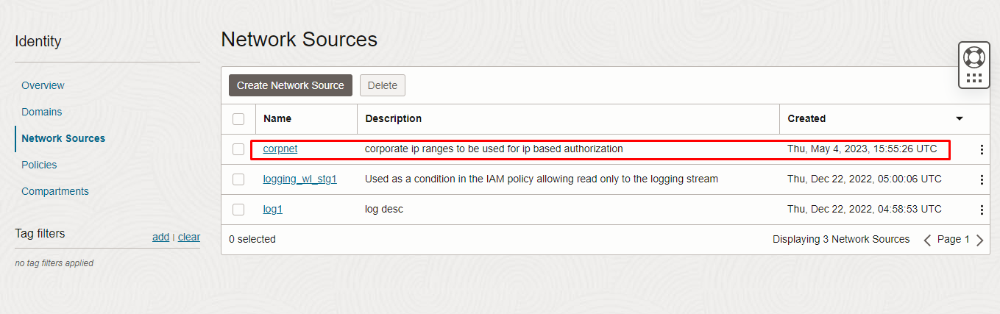 Identity
Overview
Domains
Network Sources
Policies
Compartments
Tag filters add | clear
no tag filters applied
Network Sources
Create Network Source Delete
Name Description Created
corpnet corporate ip ranges to be used for ip based authorization Thu, May 4, 2023, 15:55:26 UTC
logging_wl_stg1 Used as a condition in the IAM policy allowing read only to the logging stream Thu, Dec 22, 2022, 05:00:06 UTC
log1 log desc Thu, Dec 22, 2022, 04:58:53 UTC
0 selected Displaying 3 Network Sources Page 1